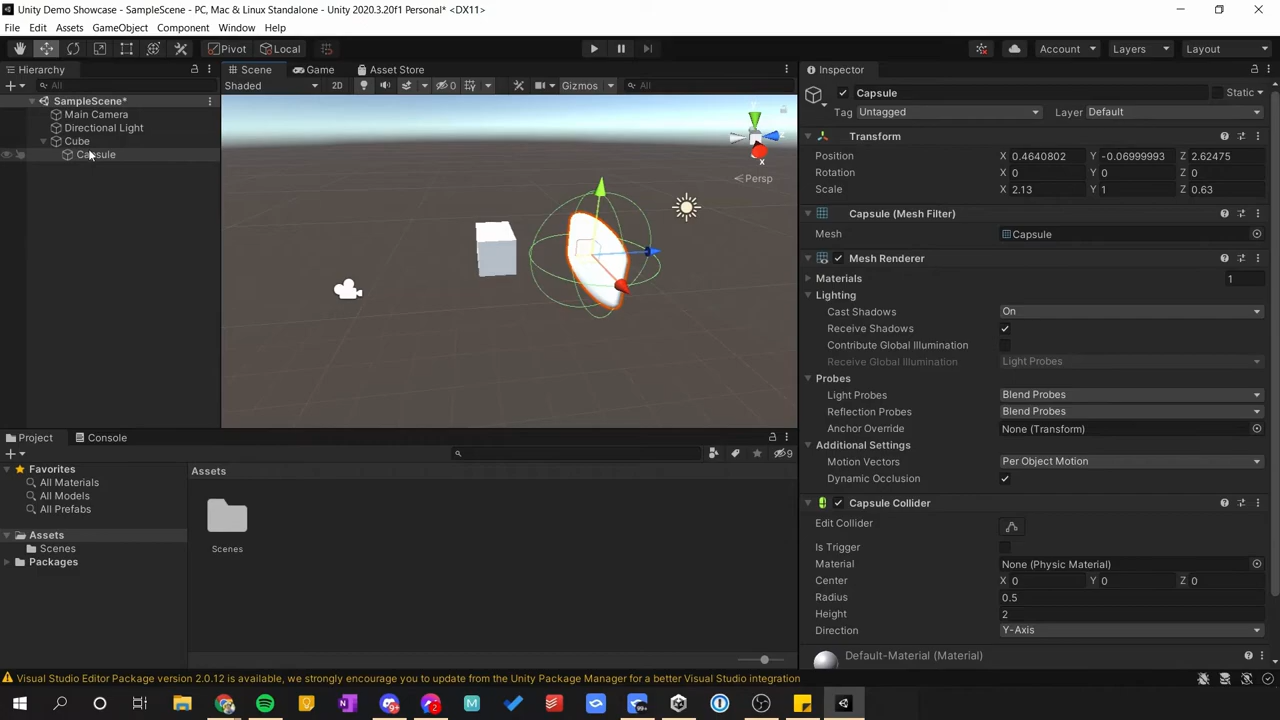 Unity Demo Showcase - SampleScene - PC, Mac & Linux Standalone - Unity 2020.3.20f1 Personal* <DX11>
File Edit Assets GameObject Component Window Help
Pivot Local Account Layers Layout
Hierarchy Scene Game Asset Store Inspector
All Shaded 2D 0 Gizmos All Capsule Static
SampleScene* Tag Untagged Layer Default
Main Camera
Directional Light
Cube
Capsule
y
x
Persp
Transform
Position X 0.4640802 Y -0.06999993 Z 2.62475
Rotation X 0 Y 0 Z 0
Scale X 2.13 Y 1 Z 0.63
Capsule (Mesh Filter)
Mesh Capsule
Mesh Renderer
Materials 1
Lighting
Cast Shadows On
Receive Shadows
Contribute Global Illumination
Receive Global Illumination Light Probes
Probes
Light Probes Blend Probes
Reflection Probes Blend Probes
Anchor Override None (Transform)
Additional Settings
Motion Vectors Per Object Motion
Dynamic Occlusion
Capsule Collider
Edit Collider
Is Trigger
Material None (Physic Material)
Center X 0 Y 0 Z 0
Radius 0.5
Height 2
Direction Y-Axis
Default-Material (Material)
Project Console
9
Favorites
All Materials
All Models
All Prefabs
Assets
Scenes
Packages
Assets
Scenes
Visual Studio Editor Package version 2.0.12 is available, we strongly encourage you to update from the Unity Package Manager for a better Visual Studio integration